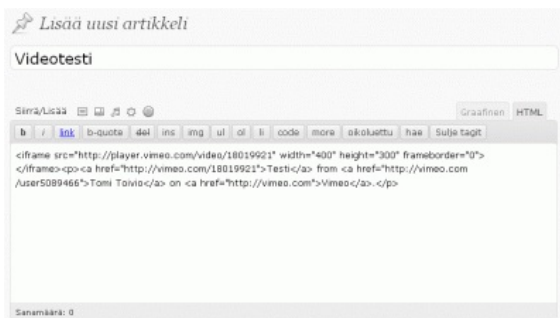 Lisää uusi artikkeli
Videotesti
Siirrä/Lisää
Graafinen HTML
b i link b-quote del ins img ul ol li code more oikoluettu hae Sulje tagit
<iframe src="http://player.vimeo.com/video/18019921" width="400" height="300" frameborder="0">
</iframe><p><a href="http://vimeo.com/18019921">Testi</a> from <a href="http://vimeo.com
/user5089466">Tomi Toivio</a> on <a href="http://vimeo.com">Vimeo</a>.</p>
Sanamäärä: 0